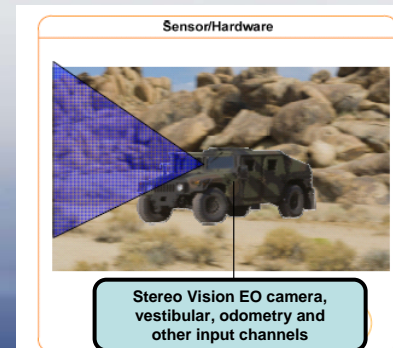 Sensor/Hardware
Stereo Vision EO camera,
vestibular, odometry and
other input channels